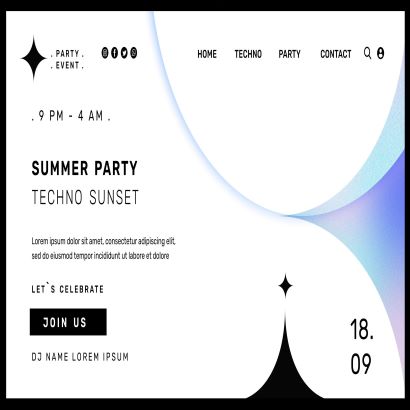 . PARTY .
. EVENT .
HOME TECHNO PARTY CONTACT
. 9 PM - 4 AM .
SUMMER PARTY
TECHNO SUNSET
Lorem ipsum dolor sit amet, consectetur adipiscing elit,
sed do eiusmod tempor incididunt ut labore et dolore
LET`S CELEBRATE
JOIN US
DJ NAME LOREM IPSUM
18.
09